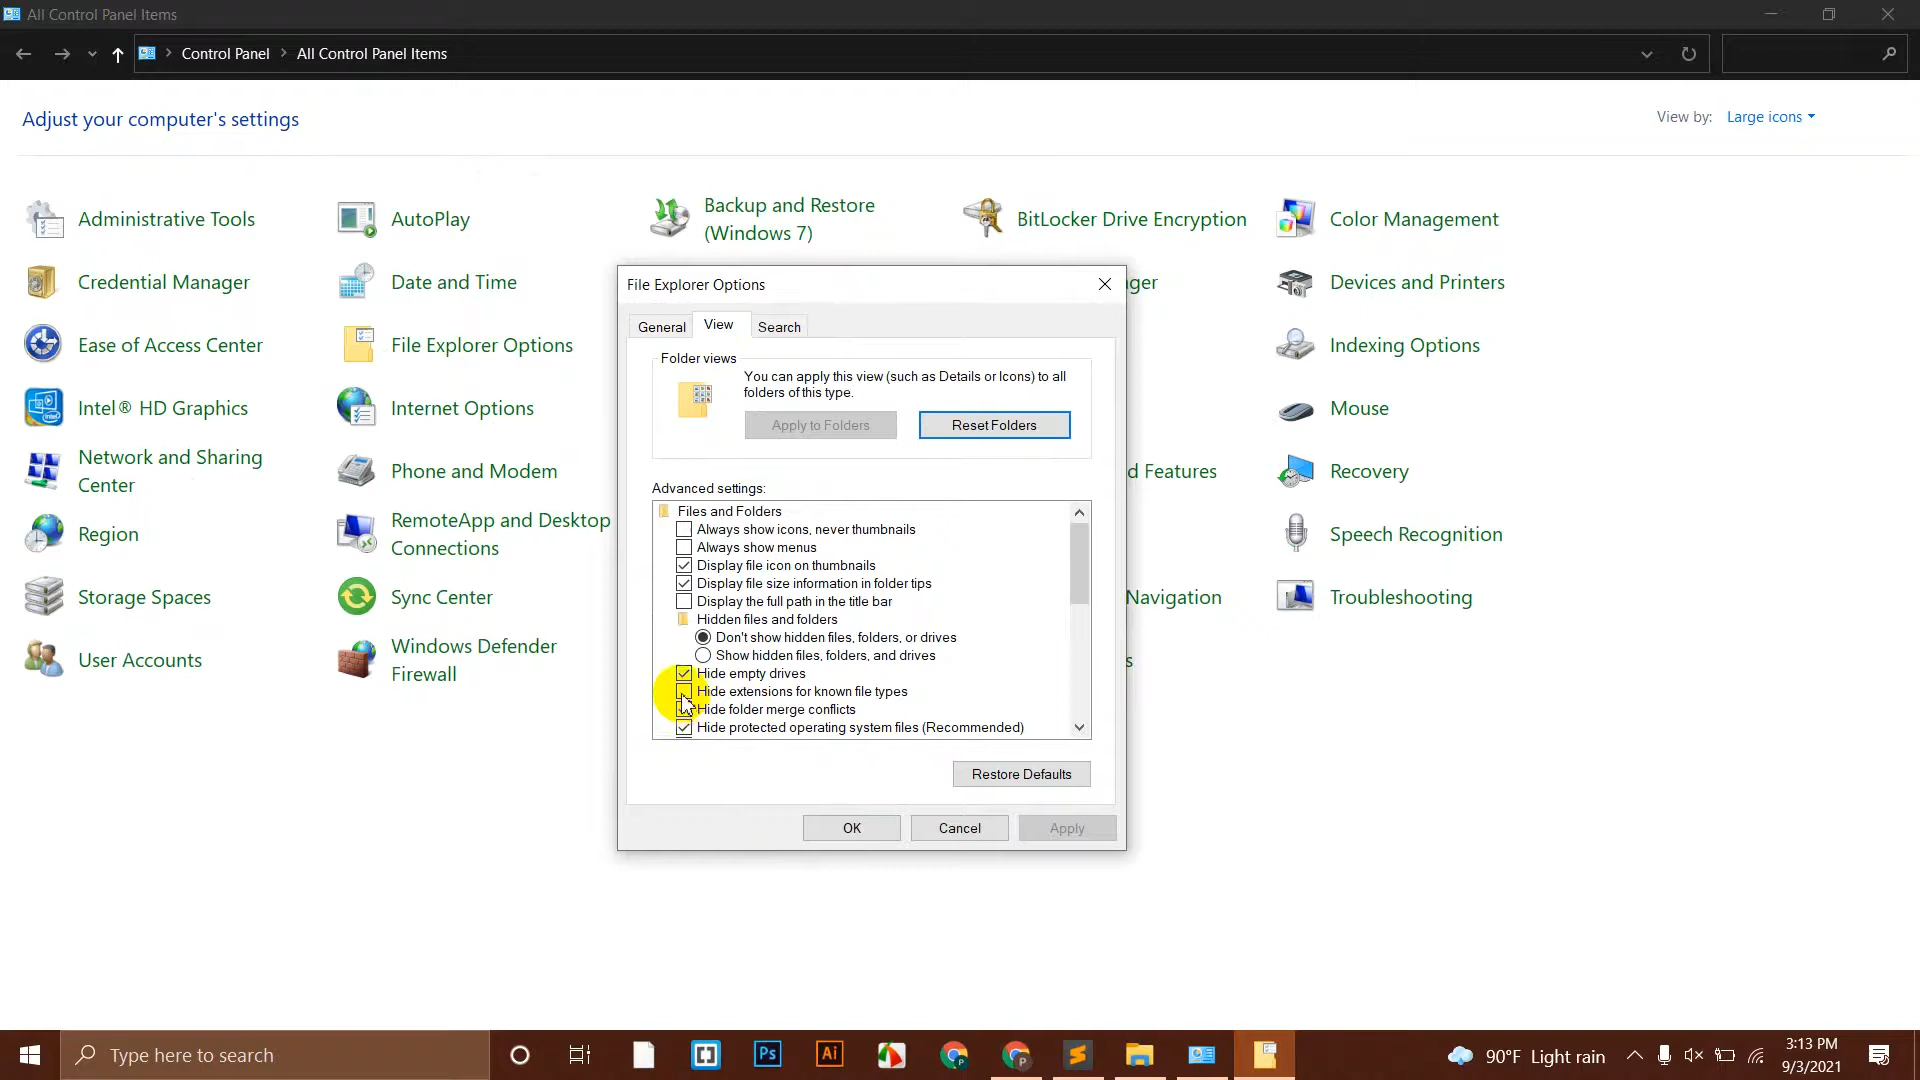 All Control Panel Items
Control Panel
All Control Panel Items
Adjust your computer's settings
View by:
Large icons
Administrative Tools
AutoPlay
Backup and Restore
(Windows 7)
BitLocker Drive Encryption
Color Management
Credential Manager
Date and Time
ger
Devices and Printers
Ease of Access Center
File Explorer Options
Indexing Options
Intel® HD Graphics
Internet Options
Mouse
Network and Sharing
Center
Phone and Modem
d Features
Recovery
Region
RemoteApp and Desktop
Connections
Speech Recognition
Storage Spaces
Sync Center
Navigation
Troubleshooting
User Accounts
Windows Defender
Firewall
s
File Explorer Options
General
View
Search
Folder views
You can apply this view (such as Details or Icons) to all
folders of this type.
Apply to Folders
Reset Folders
Advanced settings:
Files and Folders
Always show icons, never thumbnails
Always show menus
Display file icon on thumbnails
Display file size information in folder tips
Display the full path in the title bar
Hidden files and folders
Don't show hidden files, folders, or drives
Show hidden files, folders, and drives
Hide empty drives
Hide extensions for known file types
Hide folder merge conflicts
Hide protected operating system files (Recommended)
Restore Defaults
OK
Cancel
Apply
Type here to search
Ps
Ai
P
P
90°F Light rain
3:13 PM
9/3/2021